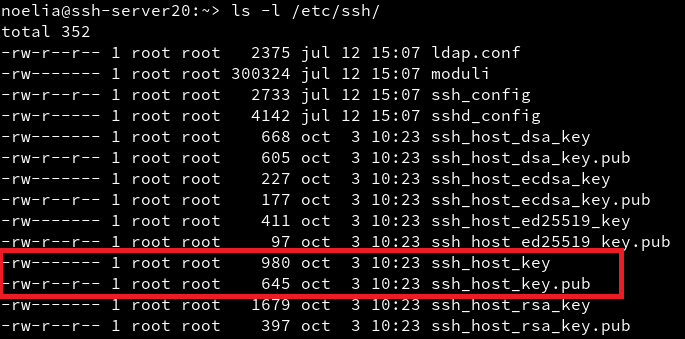 noelia@ssh-server20:~> ls -l /etc/ssh/
total 352
-rw-r--r-- 1 root root   2375 jul 12 15:07 ldap.conf
-rw------- 1 root root 300324 jul 12 15:07 moduli
-rw-r--r-- 1 root root   2733 jul 12 15:07 ssh_config
-rw------- 1 root root   4142 jul 12 15:07 sshd_config
-rw------- 1 root root    668 oct  3 10:23 ssh_host_dsa_key
-rw-r--r-- 1 root root    605 oct  3 10:23 ssh_host_dsa_key.pub
-rw------- 1 root root    227 oct  3 10:23 ssh_host_ecdsa_key
-rw-r--r-- 1 root root    177 oct  3 10:23 ssh_host_ecdsa_key.pub
-rw------- 1 root root    411 oct  3 10:23 ssh_host_ed25519_key
-rw-r--r-- 1 root root     97 oct  3 10:23 ssh_host_ed25519_key.pub
-rw------- 1 root root    980 oct  3 10:23 ssh_host_key
-rw-r--r-- 1 root root    645 oct  3 10:23 ssh_host_key.pub
-rw------- 1 root root   1679 oct  3 10:23 ssh_host_rsa_key
-rw-r--r-- 1 root root    397 oct  3 10:23 ssh_host_rsa_key.pub